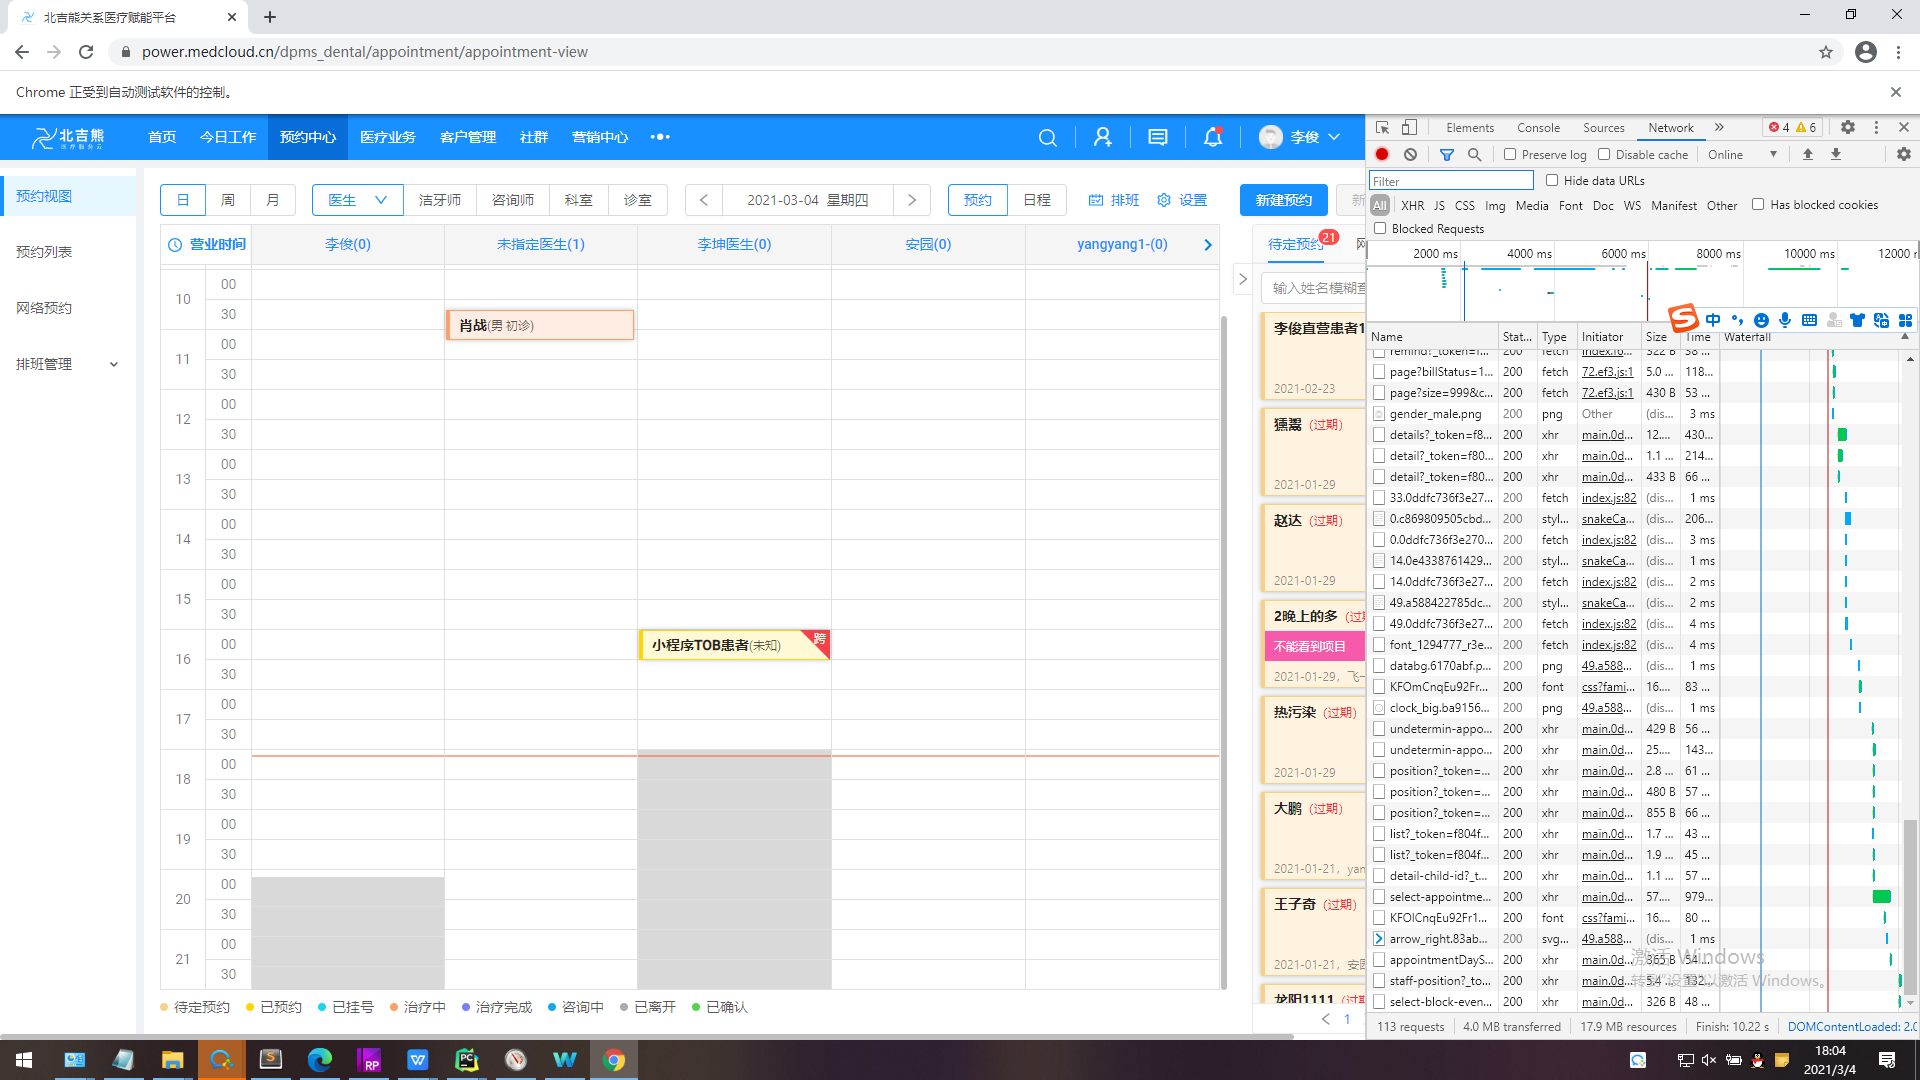 北吉熊关系医疗赋能平台
power.medcloud.cn/dpms_dental/appointment/appointment-view
Chrome 正受到自动测试软件的控制。
北吉熊
医疗服务云
首页 今日工作 预约中心 医疗业务 客户管理 社群 营销中心
李俊
预约视图
预约列表
网络预约
排班管理
日 周 月 医生 洁牙师 咨询师 科室 诊室 2021-03-04 星期四 预约 日程 排班 设置 新建预约
营业时间 李俊(0) 未指定医生(1) 李坤医生(0) 安园(0) yangyang1-(0)
10 00
30
11 00
30
12 00
30
13 00
30
14 00
30
15 00
30
16 00
30
17 00
30
18 00
30
19 00
30
20 00
30
21 00
30
肖战(男 初诊)
小程序TOB患者(未知) 跨
待定预约 21
输入姓名模糊查
李俊直营患者1
2021-02-23
(过期)
2021-01-29
赵达 (过期)
2021-01-29
2晚上的多 (过期
不能看到项目
2021-01-29，飞一
热污染 (过期)
2021-01-29
大鹏 (过期)
2021-01-21，yan
王子奇 (过期)
2021-01-21，安园
龙阳1111 (过期
1
待定预约 已预约 已挂号 治疗中 治疗完成 咨询中 已离开 已确认
Elements Console Sources Network 4 6
Preserve log Disable cache Online
Filter Hide data URLs
All XHR JS CSS Img Media Font Doc WS Manifest Other Has blocked cookies
Blocked Requests
2000 ms 4000 ms 6000 ms 8000 ms 10000 ms 12000
中
Name Stat... Type Initiator Size Time Waterfall
remind?_token=1... 200 fetch index.f6... 322 B 38 ...
page?billStatus=1... 200 fetch 72.ef3.js:1 5.0 ... 118...
page?size=999&c... 200 fetch 72.ef3.js:1 430 B 53 ...
gender_male.png 200 png Other (dis... 3 ms
details?_token=f8... 200 xhr main.0d... 12.... 430...
detail?_token=f80... 200 xhr main.0d... 1.1 ... 214...
detail?_token=f80... 200 xhr main.0d... 433 B 66 ...
33.0ddfc736f3e27... 200 fetch index.js:82 (dis... 1 ms
0.c869809505cbd... 200 styl... snakeCa... (dis... 206...
0.0ddfc736f3e270... 200 fetch index.js:82 (dis... 3 ms
14.0e4338761429... 200 styl... snakeCa... (dis... 1 ms
14.0ddfc736f3e27... 200 fetch index.js:82 (dis... 2 ms
49.a588422785dc... 200 styl... snakeCa... (dis... 2 ms
49.0ddfc736f3e27... 200 fetch index.js:82 (dis... 4 ms
font_1294777_r3e... 200 fetch index.js:82 (dis... 4 ms
databg.6170abf.p... 200 png 49.a588... (dis... 1 ms
KFOmCnqEu92Fr... 200 font css?fami... 16.... 83 ...
clock_big.ba9156... 200 png 49.a588... (dis... 1 ms
undetermin-appo... 200 xhr main.0d... 429 B 56 ...
undetermin-appo... 200 xhr main.0d... 25.... 143...
position?_token=... 200 xhr main.0d... 2.8 ... 61 ...
position?_token=... 200 xhr main.0d... 480 B 57 ...
position?_token=... 200 xhr main.0d... 855 B 66 ...
list?_token=f804f... 200 xhr main.0d... 1.7 ... 43 ...
list?_token=f804f... 200 xhr main.0d... 1.9 ... 45 ...
detail-child-id?_t... 200 xhr main.0d... 1.1 ... 57 ...
select-appointme... 200 xhr main.0d... 57.... 979...
KFOlCnqEu92Fr1... 200 font css?fami... 16.... 80 ...
arrow_right.83ab... 200 svg... 49.a588... (dis... 1 ms
appointmentDayS... 200 xhr main.0d... 365 B 54 ...
staff-position?_to... 200 xhr main.0d... 5.4 ... 132...
select-block-even... 200 xhr main.0d... 326 B 48 ...
激活 Windows
转到"设置"以激活 Windows。
113 requests 4.0 MB transferred 17.9 MB resources Finish: 10.22 s DOMContentLoaded: 2.0
18:04
2021/3/4